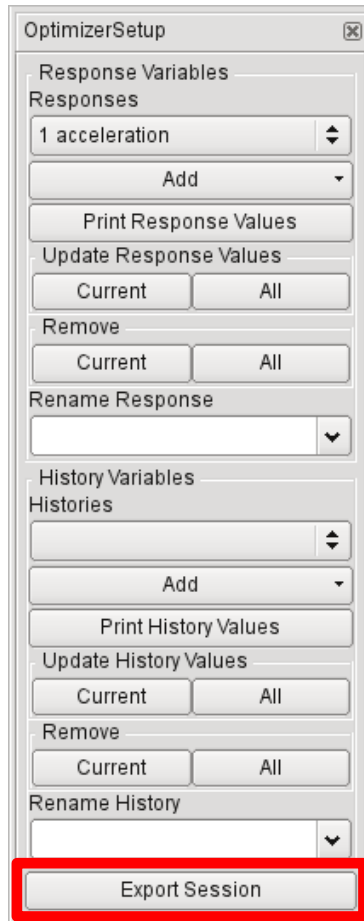 OptimizerSetup
Response Variables
Responses
1 acceleration
Add
Print Response Values
Update Response Values
Current All
Remove
Current All
Rename Response
History Variables
Histories
Add
Print History Values
Update History Values
Current All
Remove
Current All
Rename History
Export Session